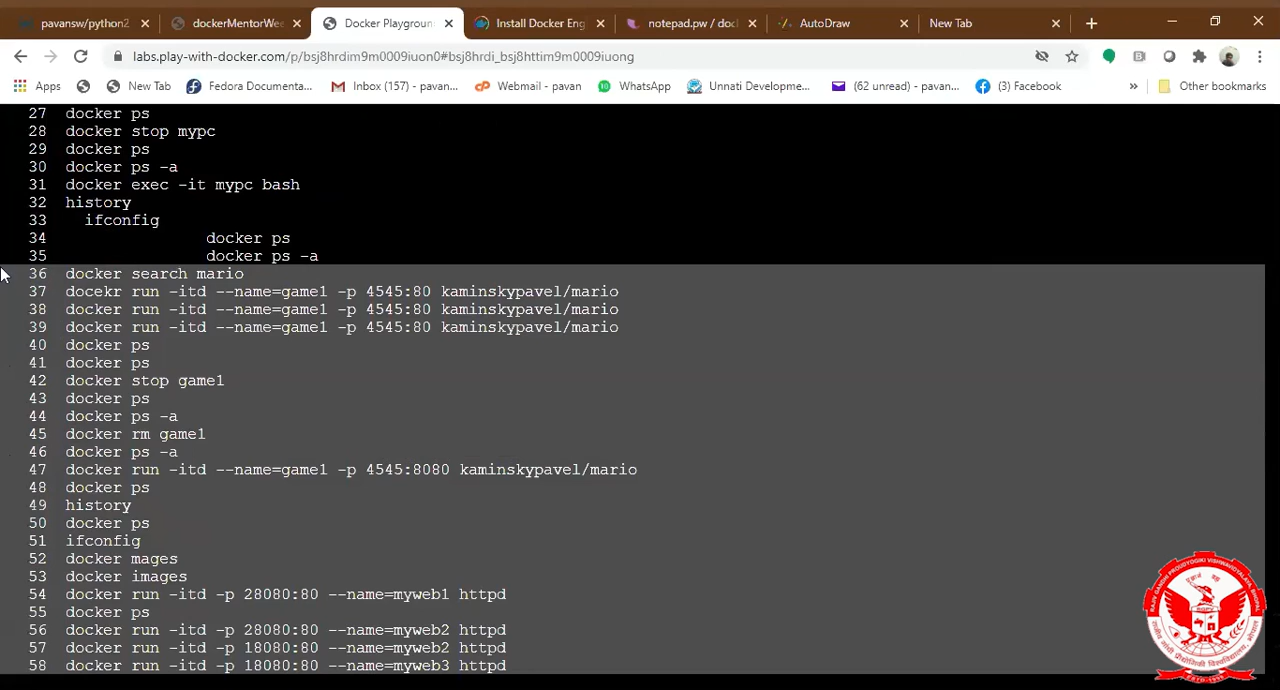 pavansw/python2
dockerMentorWee
Docker Playgroun
Install Docker Eng
notepad.pw / doc
AutoDraw
New Tab
labs.play-with-docker.com/p/bsj8hrdim9m0009iuon0#bsj8hrdi_bsj8httim9m0009iuong
Apps
New Tab
Fedora Documenta...
Inbox (157) - pavan...
Webmail - pavan
WhatsApp
Unnati Developme...
(62 unread) - pavan...
(3) Facebook
Other bookmarks
27 docker ps
28 docker stop mypc
29 docker ps
30 docker ps -a
31 docker exec -it mypc bash
32 history
33 ifconfig
34 docker ps
35 docker ps -a
36 docker search mario
37 docekr run -itd --name=game1 -p 4545:80 kaminskypavel/mario
38 docker run -itd --name=game1 -p 4545:80 kaminskypavel/mario
39 docker run -itd --name=game1 -p 4545:80 kaminskypavel/mario
40 docker ps
41 docker ps
42 docker stop game1
43 docker ps
44 docker ps -a
45 docker rm game1
46 docker ps -a
47 docker run -itd --name=game1 -p 4545:8080 kaminskypavel/mario
48 docker ps
49 history
50 docker ps
51 ifconfig
52 docker mages
53 docker images
54 docker run -itd -p 28080:80 --name=myweb1 httpd
55 docker ps
56 docker run -itd -p 28080:80 --name=myweb2 httpd
57 docker run -itd -p 18080:80 --name=myweb2 httpd
58 docker run -itd -p 18080:80 --name=myweb3 httpd